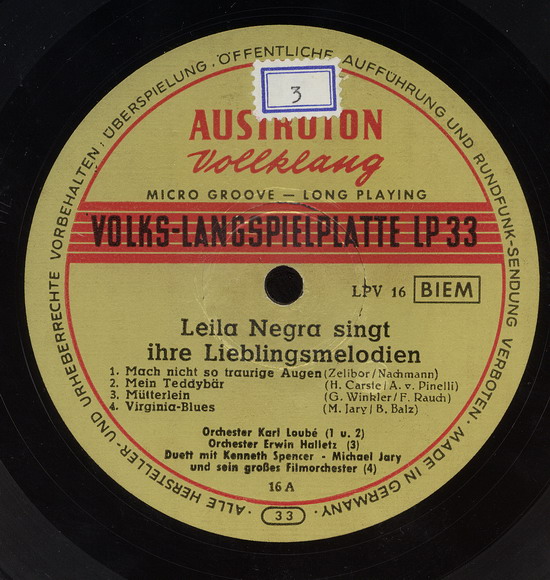 ALLE HERSTELLER- UND URHEBERRECHTE VORBEHALTEN, ÜBERSPIELUNG, ÖFFENTLICHE AUFFÜHRUNG UND RUNDFUNK-SENDUNG VERBOTEN · MADE IN GERMANY ·
3
AUSTROTON
Vollklang
MICRO GROOVE — LONG PLAYING
VOLKS-LANGSPIELPLATTE LP 33
LPV 16 BIEM
Leila Negra singt
ihre Lieblingsmelodien
1. Mach nicht so traurige Augen (Zelibor/Nachmann)
2. Mein Teddybär (H. Carste/A. v. Pinelli)
3. Mütterlein (G. Winkler/F. Rauch)
4. Virginia-Blues (M. Jary/B. Balz)
Orchester Karl Loubé (1 u. 2)
Orchester Erwin Halletz (3)
Duett mit Kenneth Spencer - Michael Jary
und sein großes Filmorchester (4)
16 A
33